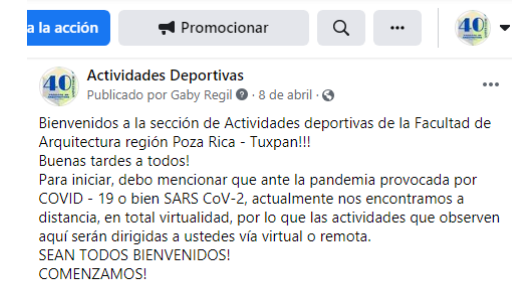 a la acción
Promocionar
40
40
Actividades Deportivas
Publicado por Gaby Regil · 8 de abril ·
Bienvenidos a la sección de Actividades deportivas de la Facultad de
Arquitectura región Poza Rica - Tuxpan!!!
Buenas tardes a todos!
Para iniciar, debo mencionar que ante la pandemia provocada por
COVID - 19 o bien SARS CoV-2, actualmente nos encontramos a
distancia, en total virtualidad, por lo que las actividades que observen
aquí serán dirigidas a ustedes vía virtual o remota.
SEAN TODOS BIENVENIDOS!
COMENZAMOS!